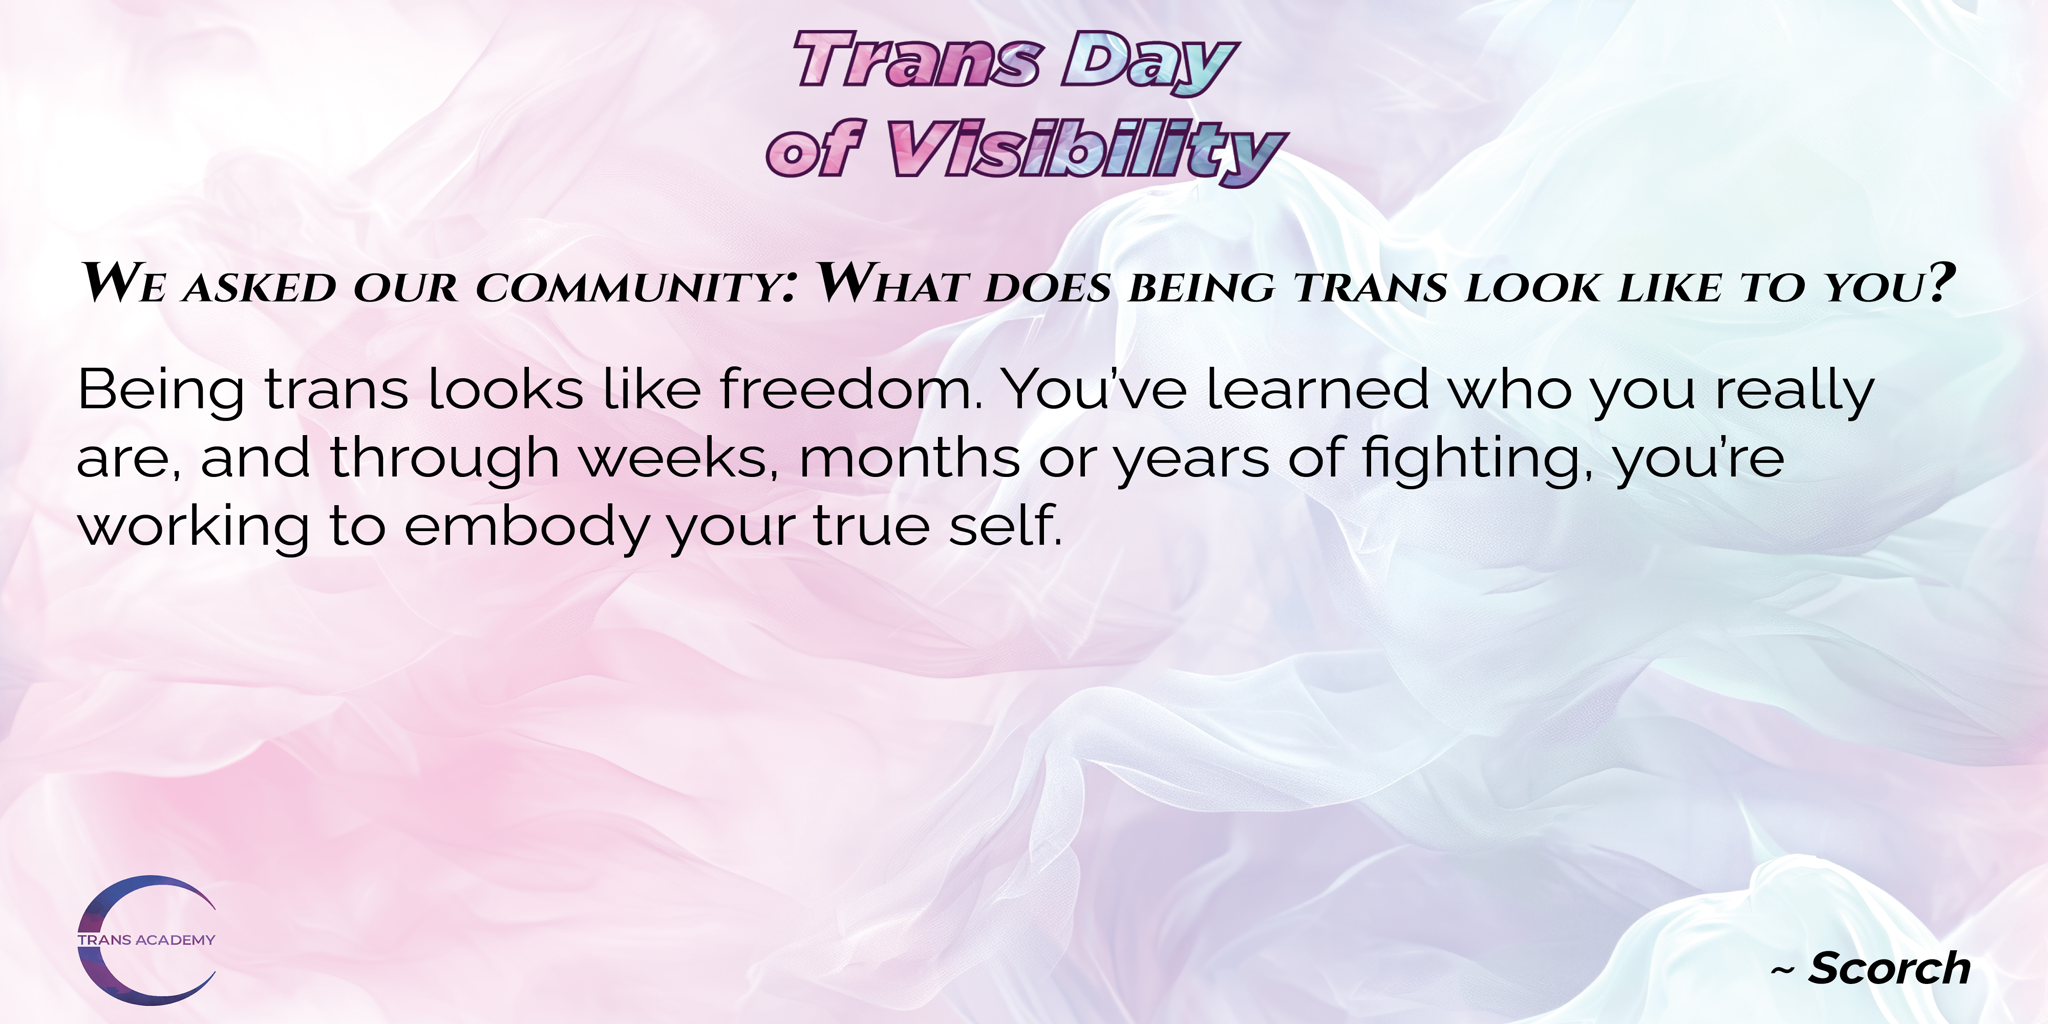 Trans Day
of Visibility
We asked our community: What does being trans look like to you?
Being trans looks like freedom. You’ve learned who you really
are, and through weeks, months or years of fighting, you’re
working to embody your true self.
TRANS ACADEMY
~ Scorch